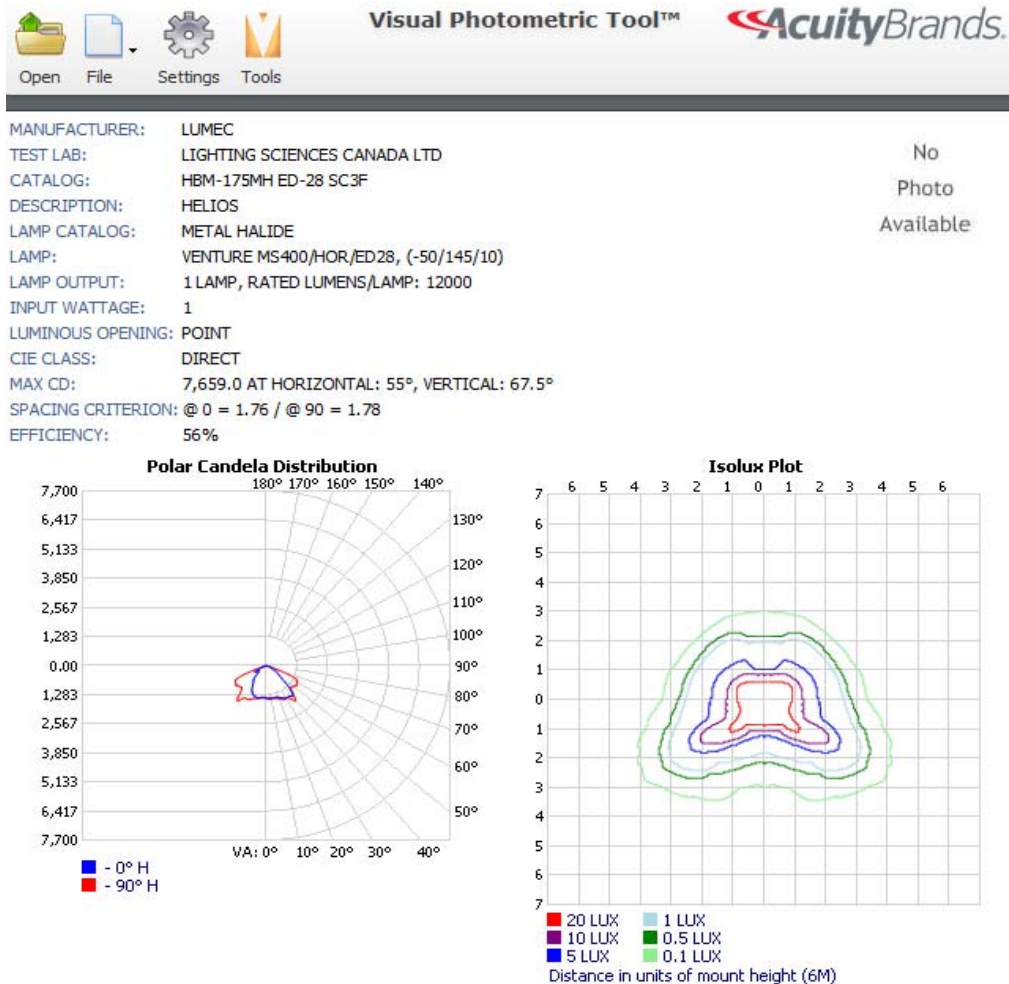 Visual Photometric Tool™
AcuityBrands.
Open File Settings Tools
MANUFACTURER: LUMEC
TEST LAB: LIGHTING SCIENCES CANADA LTD
CATALOG: HBM-175MH ED-28 SC3F
DESCRIPTION: HELIOS
LAMP CATALOG: METAL HALIDE
LAMP: VENTURE MS400/HOR/ED28, (-50/145/10)
LAMP OUTPUT: 1 LAMP, RATED LUMENS/LAMP: 12000
INPUT WATTAGE: 1
LUMINOUS OPENING: POINT
CIE CLASS: DIRECT
MAX CD: 7,659.0 AT HORIZONTAL: 55°, VERTICAL: 67.5°
SPACING CRITERION: @ 0 = 1.76 / @ 90 = 1.78
EFFICIENCY: 56%
No
Photo
Available
Polar Candela Distribution
180° 170° 160° 150° 140°
7,700
6,417
5,133
3,850
2,567
1,283
0.00
1,283
2,567
3,850
5,133
6,417
7,700
130°
120°
110°
100°
90°
80°
70°
60°
50°
VA: 0° 10° 20° 30° 40°
- 0° H
- 90° H
Isolux Plot
6 5 4 3 2 1 0 1 2 3 4 5 6
7
6
5
4
3
2
1
0
1
2
3
4
5
6
7
20 LUX 1 LUX
10 LUX 0.5 LUX
5 LUX 0.1 LUX
Distance in units of mount height (6M)